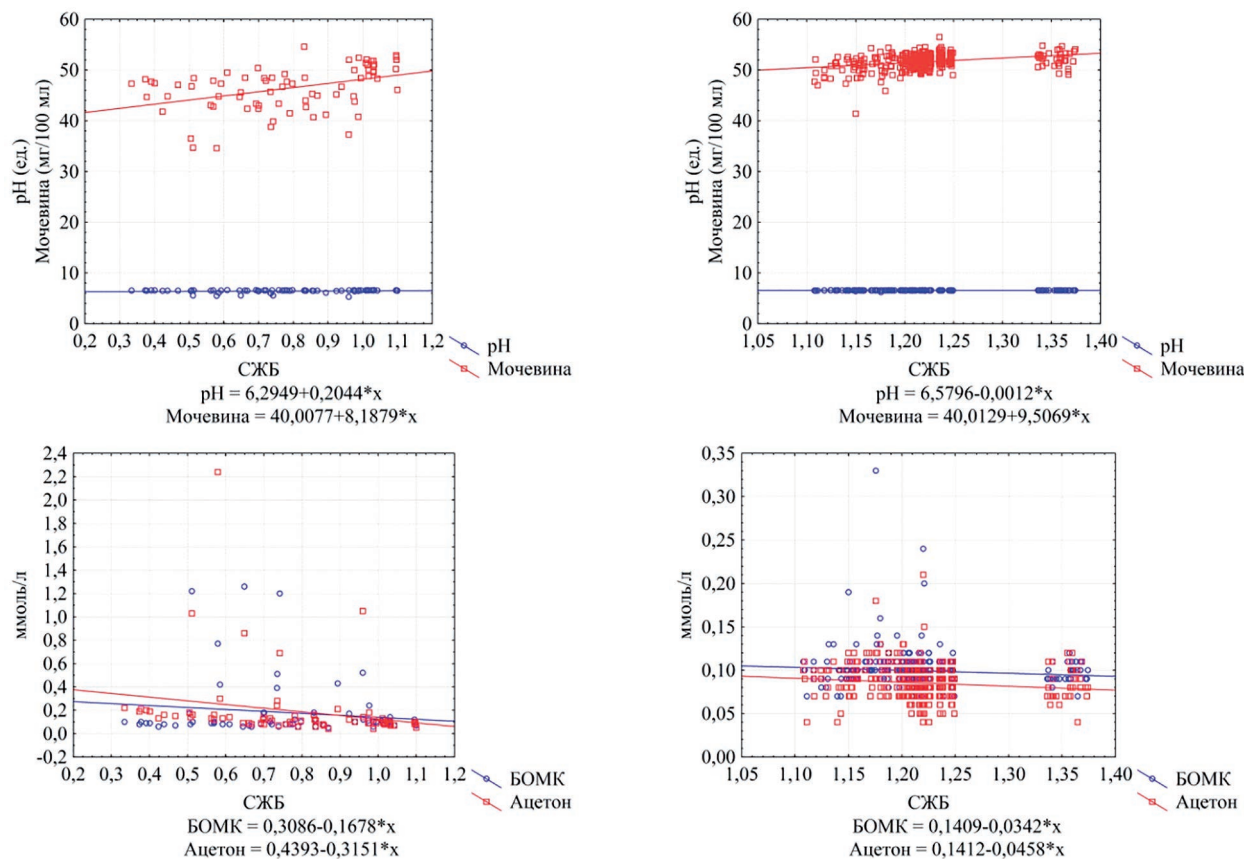 60
50
40
30
20
10
0
pH (ед.)
Мочевина (мг/100 мл)
0,2 0,3 0,4 0,5 0,6 0,7 0,8 0,9 1,0 1,1 1,2
СЖБ
pH
Мочевина
pH = 6,2949+0,2044*x
Мочевина = 40,0077+8,1879*x
60
50
40
30
20
10
0
pH (ед.)
Мочевина (мг/100 мл)
1,05 1,10 1,15 1,20 1,25 1,30 1,35 1,40
СЖБ
pH
Мочевина
pH = 6,5796-0,0012*x
Мочевина = 40,0129+9,5069*x
2,4
2,2
2,0
1,8
1,6
1,4
1,2
1,0
0,8
0,6
0,4
0,2
0,0
-0,2
ммоль/л
0,2 0,3 0,4 0,5 0,6 0,7 0,8 0,9 1,0 1,1 1,2
СЖБ
БОМК
Ацетон
БОМК = 0,3086-0,1678*x
Ацетон = 0,4393-0,3151*x
0,35
0,30
0,25
0,20
0,15
0,10
0,05
0,00
ммоль/л
1,05 1,10 1,15 1,20 1,25 1,30 1,35 1,40
СЖБ
БОМК
Ацетон
БОМК = 0,1409-0,0342*x
Ацетон = 0,1412-0,0458*x